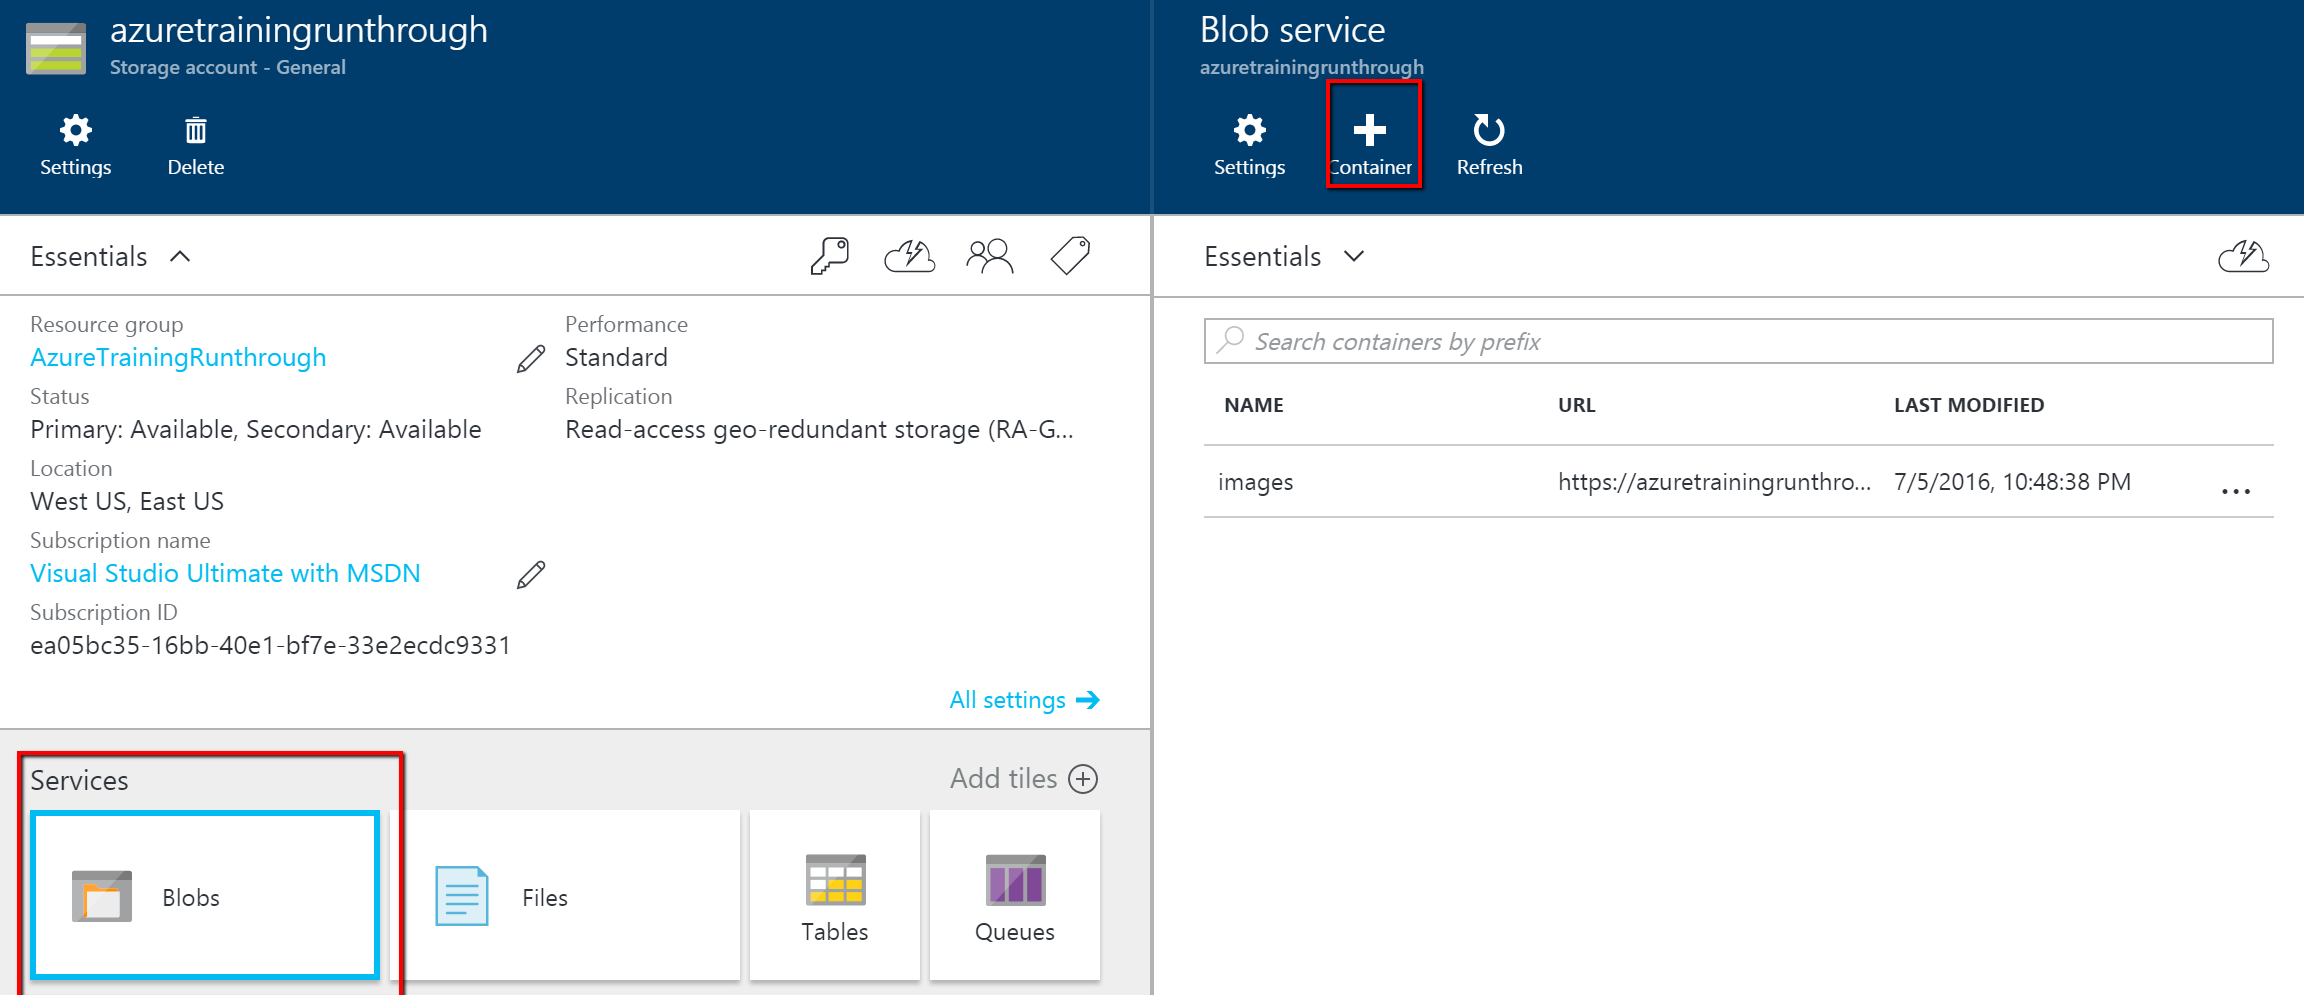 azuretrainingrunthrough
Storage account - General
Settings
Delete
Essentials
Resource group
AzureTrainingRunthrough
Performance
Standard
Status
Primary: Available, Secondary: Available
Replication
Read-access geo-redundant storage (RA-G...
Location
West US, East US
Subscription name
Visual Studio Ultimate with MSDN
Subscription ID
ea05bc35-16bb-40e1-bf7e-33e2ecdc9331
All settings
Services
Add tiles
Blobs
Files
Tables
Queues
Blob service
azuretrainingrunthrough
Settings
Container
Refresh
Essentials
Search containers by prefix
NAME URL LAST MODIFIED
images https://azuretrainingrunthro... 7/5/2016, 10:48:38 PM ...